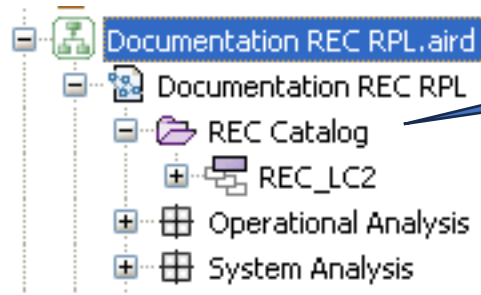 Documentation REC RPL.aird
Documentation REC RPL
REC Catalog
REC_LC2
Operational Analysis
System Analysis